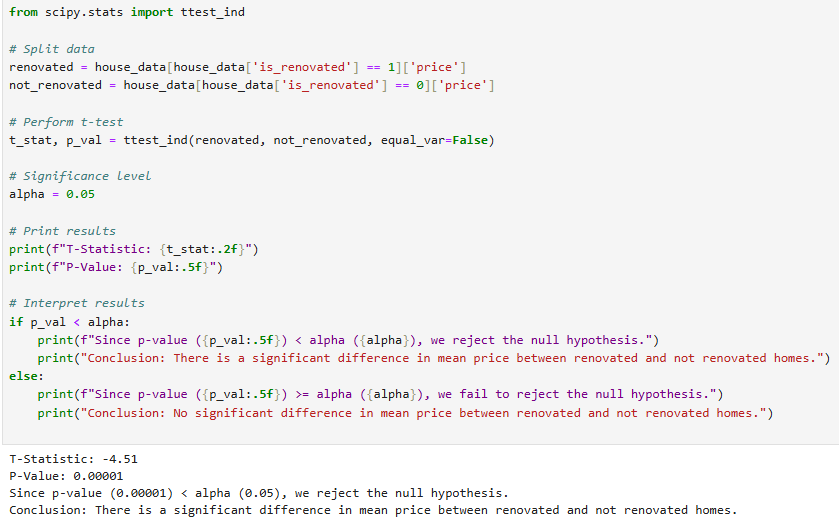 from scipy.stats import ttest_ind
# Split data
renovated = house_data[house_data['is_renovated'] == 1]['price']
not_renovated = house_data[house_data['is_renovated'] == 0]['price']
# Perform t-test
t_stat, p_val = ttest_ind(renovated, not_renovated, equal_var=False)
# Significance level
alpha = 0.05
# Print results
print(f"T-Statistic: {t_stat:.2f}")
print(f"P-Value: {p_val:.5f}")
# Interpret results
if p_val < alpha:
    print(f"Since p-value ({p_val:.5f}) < alpha ({alpha}), we reject the null hypothesis.")
    print("Conclusion: There is a significant difference in mean price between renovated and not renovated homes.")
else:
    print(f"Since p-value ({p_val:.5f}) >= alpha ({alpha}), we fail to reject the null hypothesis.")
    print("Conclusion: No significant difference in mean price between renovated and not renovated homes.")
T-Statistic: -4.51
P-Value: 0.00001
Since p-value (0.00001) < alpha (0.05), we reject the null hypothesis.
Conclusion: There is a significant difference in mean price between renovated and not renovated homes.